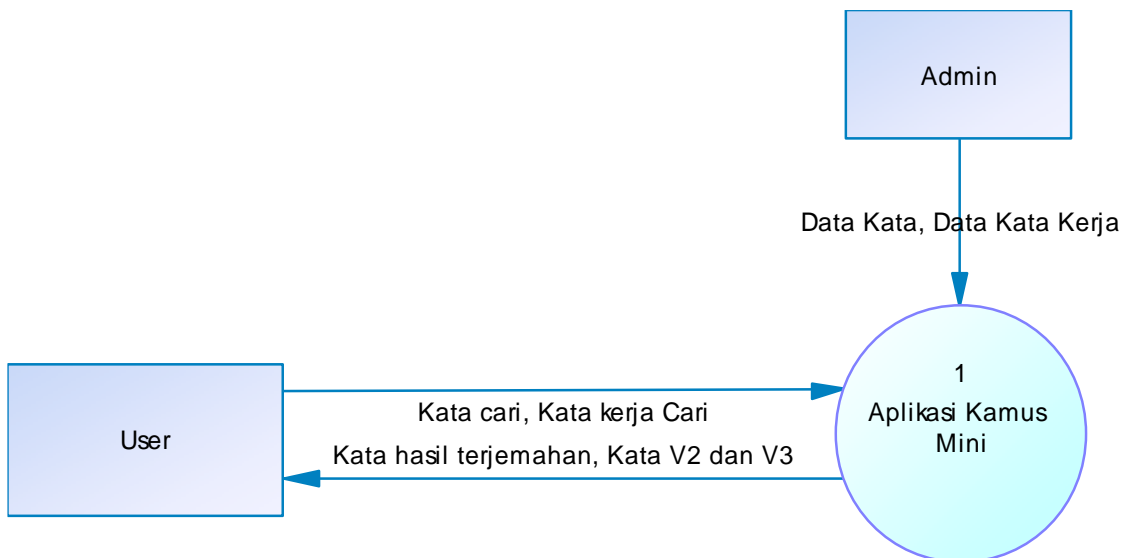 Admin
Data Kata, Data Kata Kerja
1
Aplikasi Kamus
Mini
User
Kata cari, Kata kerja Cari
Kata hasil terjemahan, Kata V2 dan V3